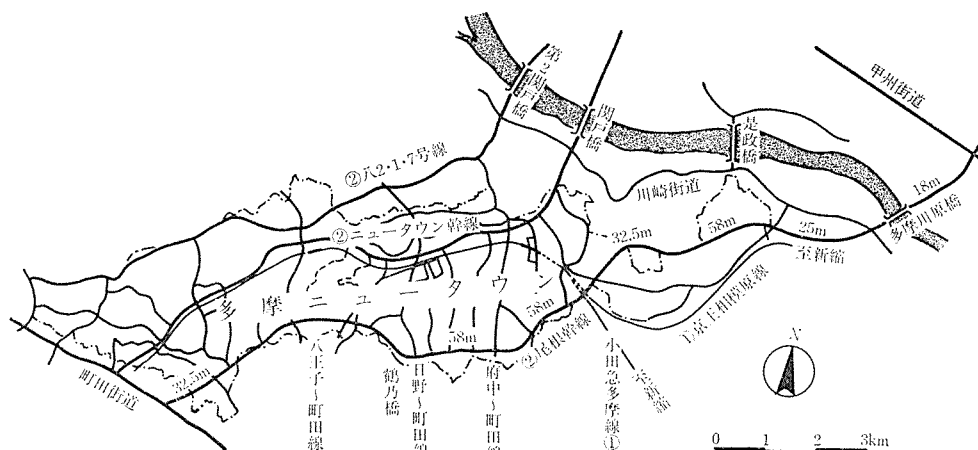 第2関戸橋
関戸橋
甲州街道
是政橋
②八2・1・7号線
川崎街道
18m
多摩川原橋
②ニュータウン幹線
32.5m
58m
25m
至新宿
多摩ニュータウン
58m
京王相模原線
58m
②尾根幹線
32.5m
町田街道
八王子〜町田線
鶴乃橋
日野〜町田線
府中〜町田線
小田急多摩線①
至新宿
N
0 1 2 3km